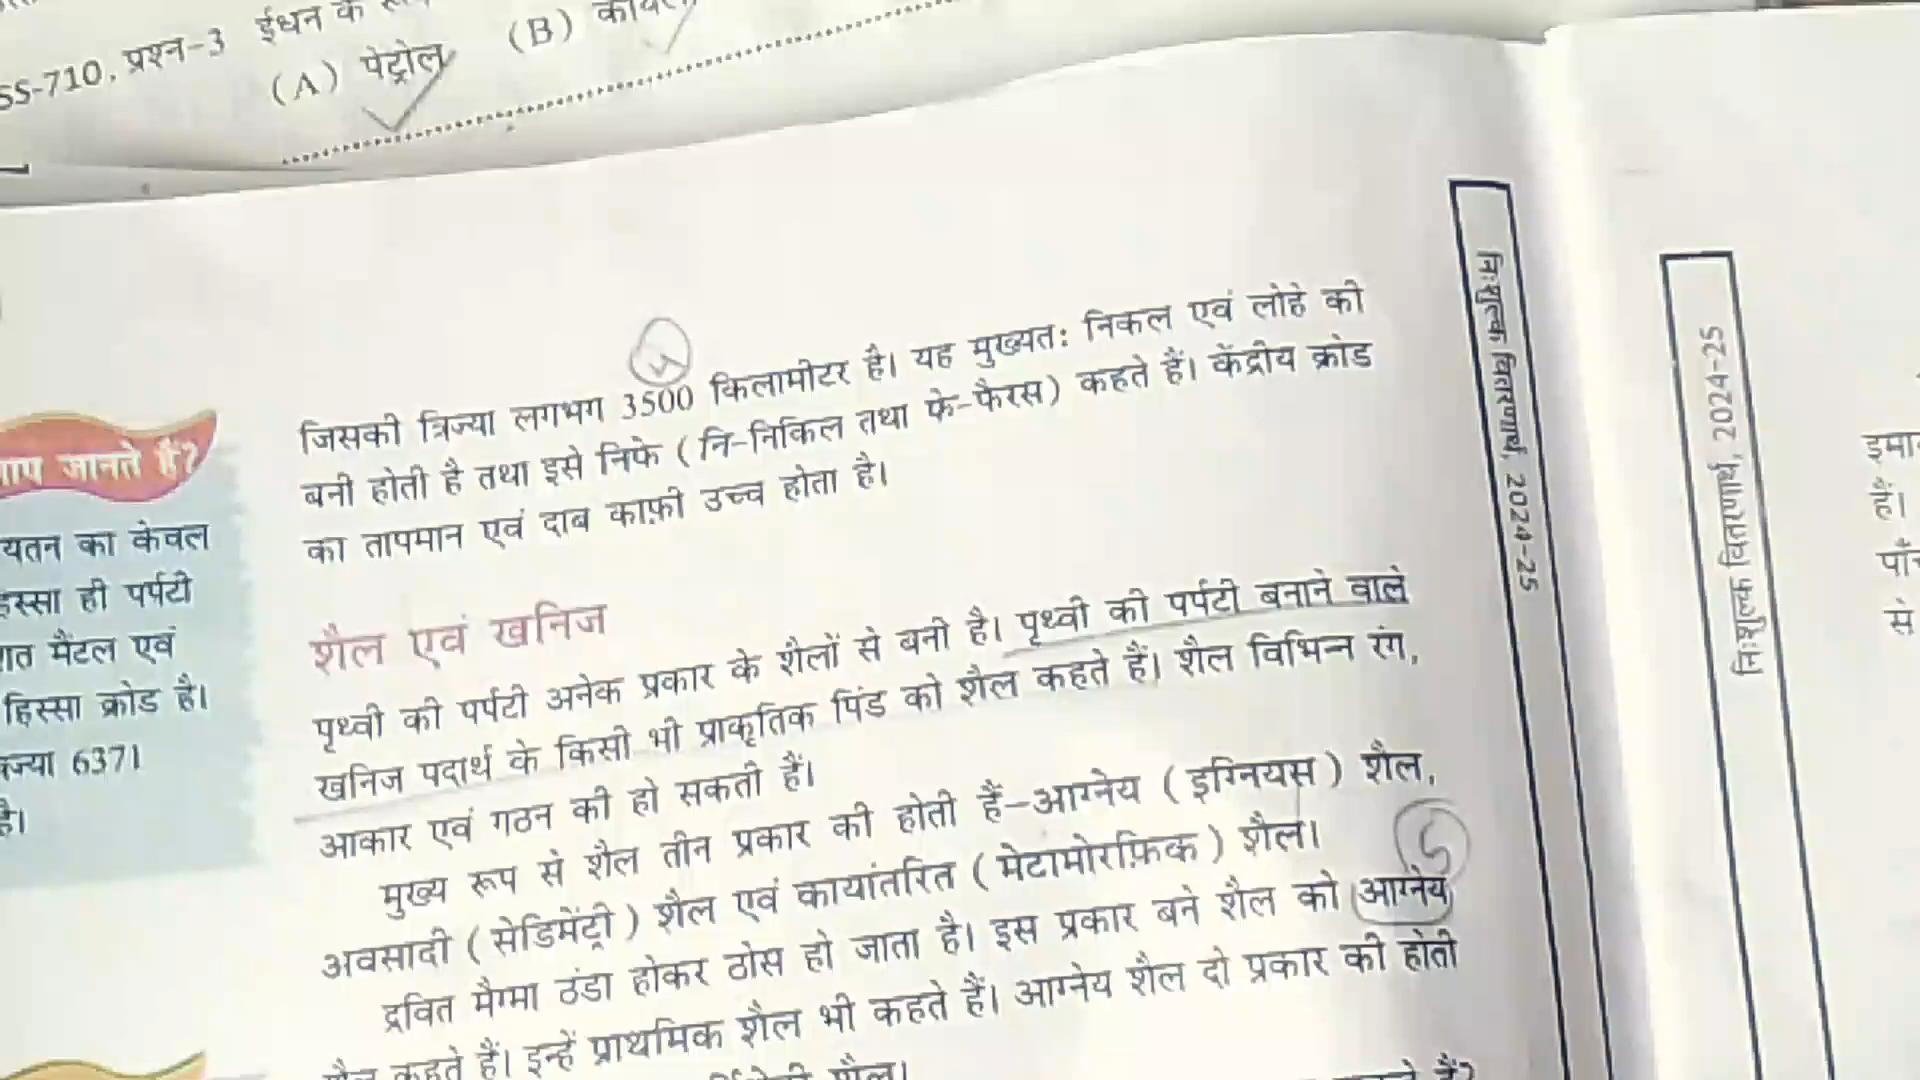 SS-710, प्रश्न-3 ईंधन के
(A) पेट्रोल (B)
जिसकी त्रिज्या लगभग 3500 किलामीटर है। यह मुख्यत: निकल एवं लोहे की
बनी होती है तथा इसे निफे (नि-निकिल तथा फे-फैरस) कहते हैं। केंद्रीय क्रोड
का तापमान एवं दाब काफ़ी उच्च होता है।
शैल एवं खनिज
पृथ्वी की पर्पटी अनेक प्रकार के शैलों से बनी है। पृथ्वी की पर्पटी बनाने वाले
खनिज पदार्थ के किसी भी प्राकृतिक पिंड को शैल कहते हैं। शैल विभिन्न रंग,
आकार एवं गठन की हो सकती हैं।
मुख्य रूप से शैल तीन प्रकार की होती हैं–आग्नेय (इग्नियस) शैल,
अवसादी (सेडिमेंट्री) शैल एवं कायांतरित (मेटामोरफ़िक) शैल।
द्रवित मैग्मा ठंडा होकर ठोस हो जाता है। इस प्रकार बने शैल को आग्नेय
शैल कहते हैं। इन्हें प्राथमिक शैल भी कहते हैं। आग्नेय शैल दो प्रकार की होती
शैल।
जानते हैं?
का केवल
ही पर्पटी
मैंटल एवं
हिस्सा क्रोड है।
6371
है।
निःशुल्क वितरणार्थ, 2024-25
निःशुल्क वितरणार्थ, 2024-25
हैं।
से